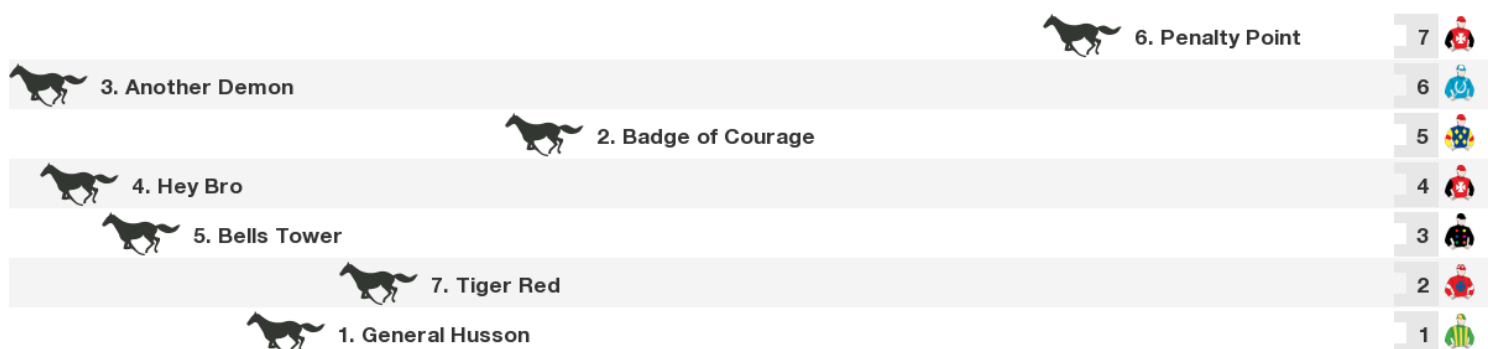 6. Penalty Point 7
3. Another Demon 6
2. Badge of Courage 5
4. Hey Bro 4
5. Bells Tower 3
7. Tiger Red 2
1. General Husson 1